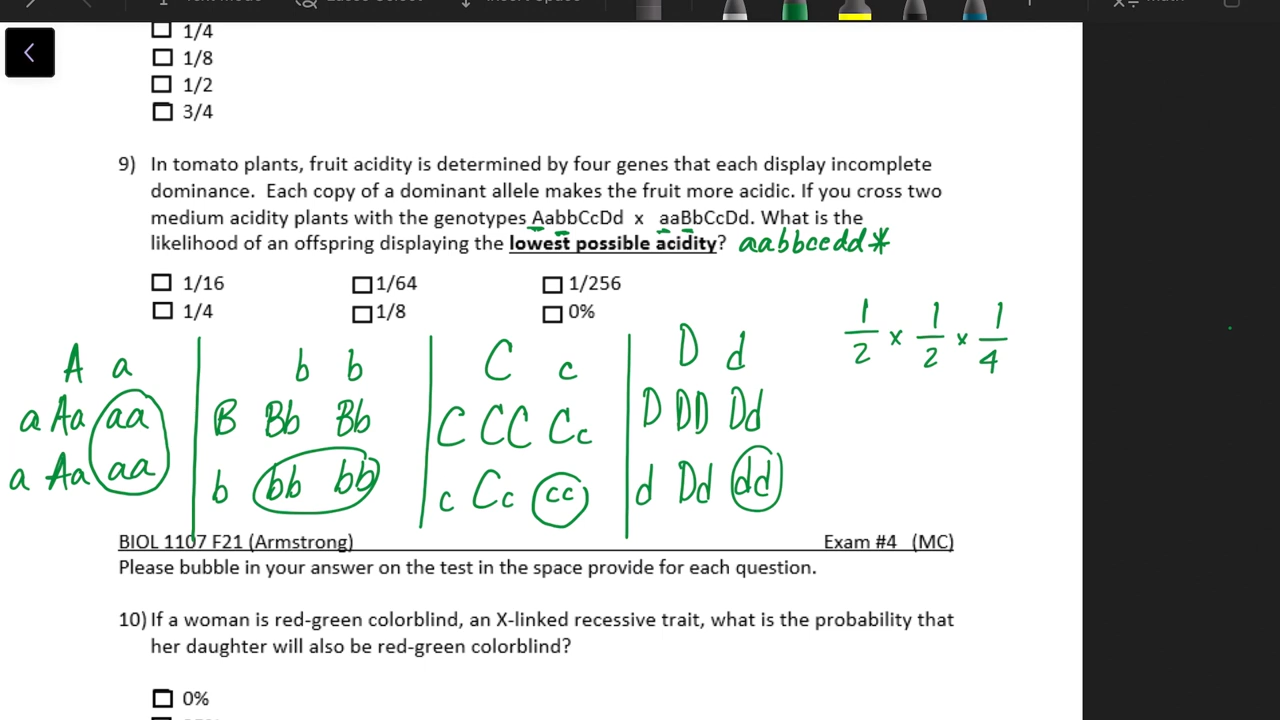 1/4
1/8
1/2
3/4
9) In tomato plants, fruit acidity is determined by four genes that each display incomplete
dominance. Each copy of a dominant allele makes the fruit more acidic. If you cross two
medium acidity plants with the genotypes AabbCcDd x aaBbCcDd. What is the
likelihood of an offspring displaying the lowest possible acidity? aabbccdd*
1/16 1/64 1/256
1/4 1/8 0%
1/2 x 1/2 x 1/4
A a b b C c D d
a Aa aa B Bb Bb C CC Cc D DD Dd
a Aa aa b bb bb c Cc cc d Dd dd
BIOL 1107 F21 (Armstrong) Exam #4 (MC)
Please bubble in your answer on the test in the space provide for each question.
10) If a woman is red-green colorblind, an X-linked recessive trait, what is the probability that
her daughter will also be red-green colorblind?
0%